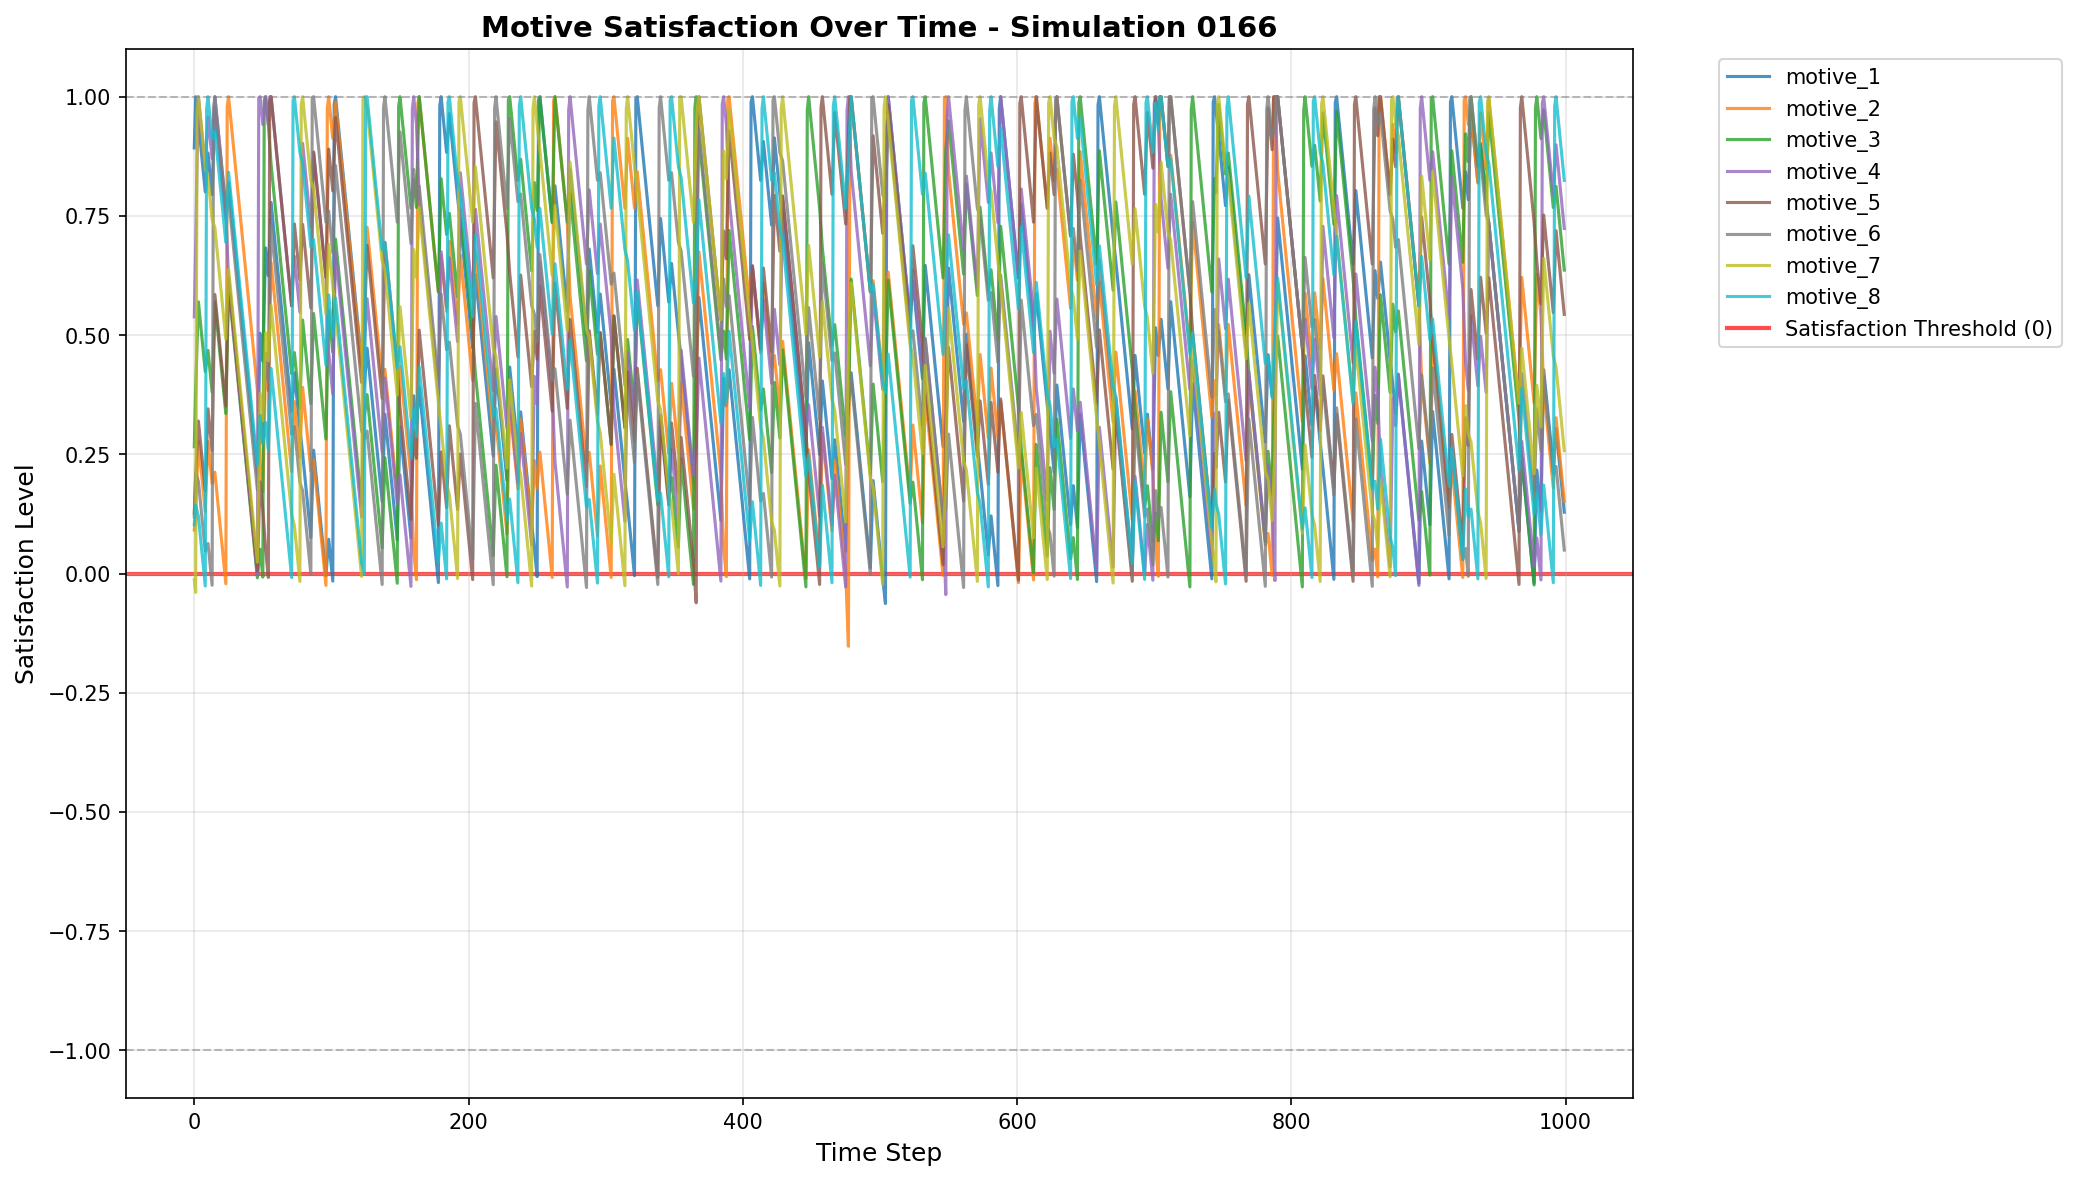 Motive Satisfaction Over Time - Simulation 0166
1.00
0.75
0.50
0.25
0.00
−0.25
−0.50
−0.75
−1.00
Satisfaction Level
0
200
400
600
800
1000
Time Step
motive_1
motive_2
motive_3
motive_4
motive_5
motive_6
motive_7
motive_8
Satisfaction Threshold (0)